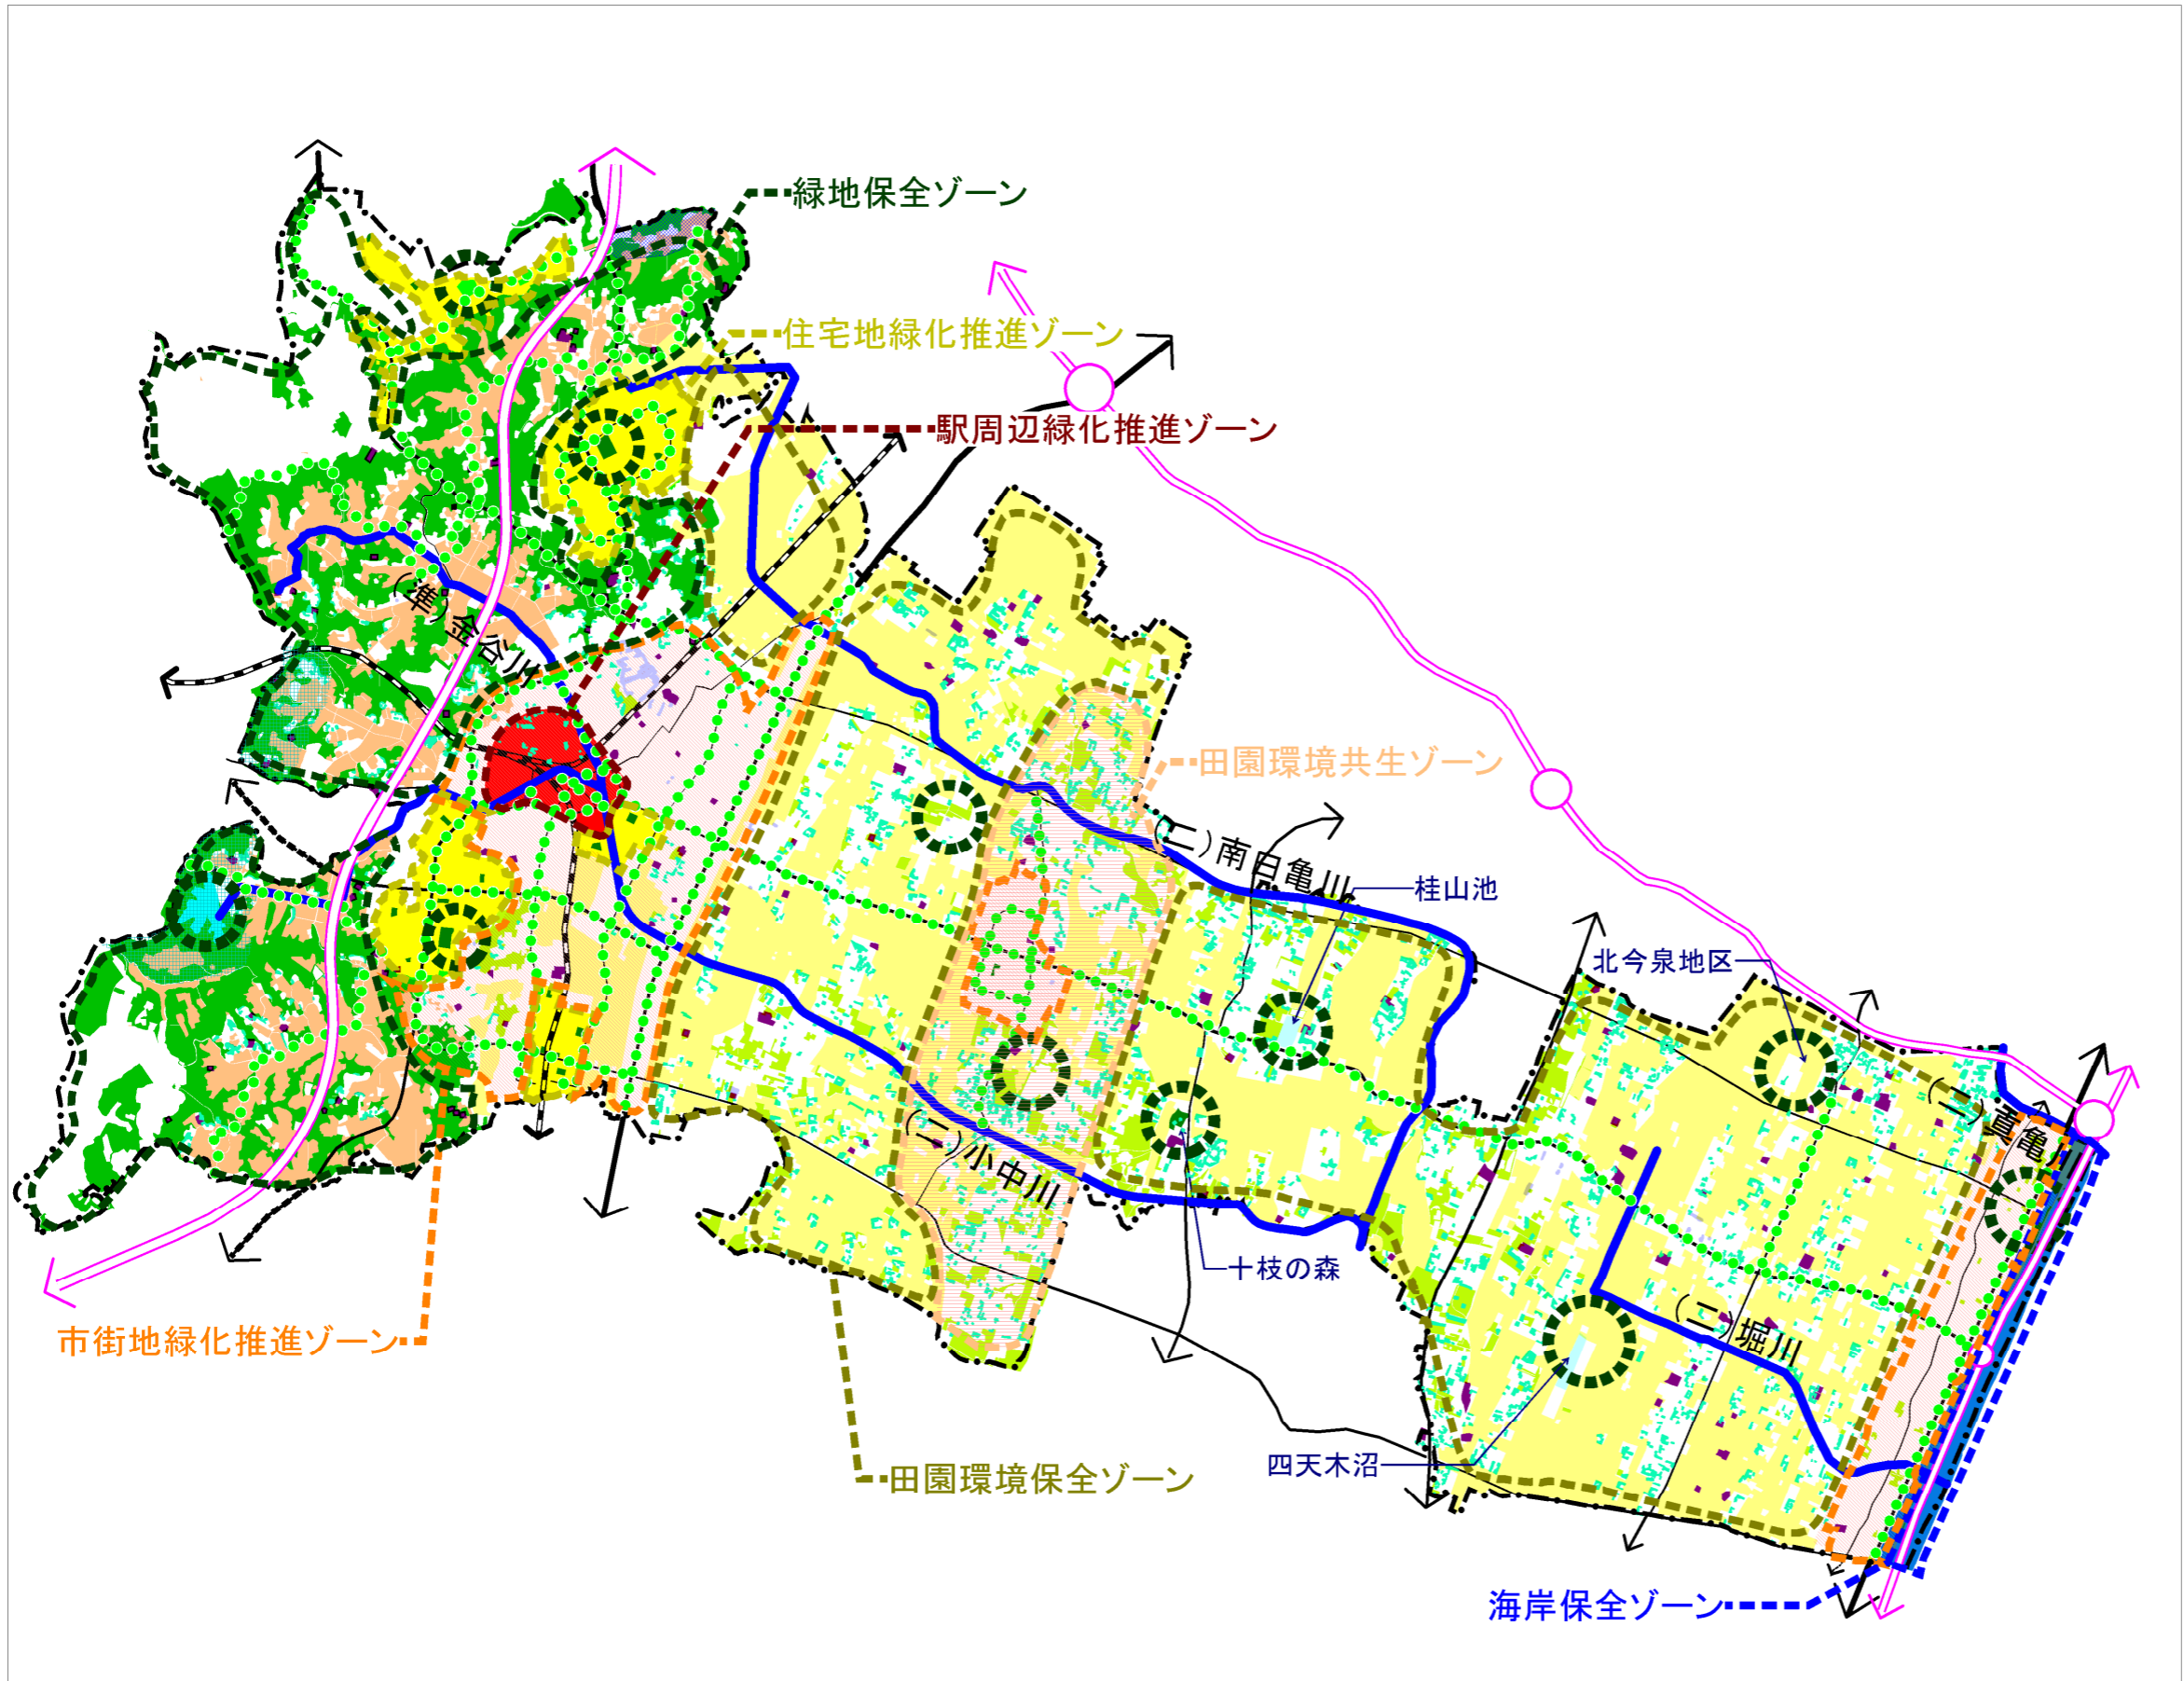 緑地保全ゾーン
住宅地緑化推進ゾーン
駅周辺緑化推進ゾーン
(準)金谷川
田園環境共生ゾーン
(二)南白亀川
桂山池
北今泉地区
(二)真亀川
(二)小中川
十枝の森
(二)堀川
市街地緑化推進ゾーン
四天木沼
田園環境保全ゾーン
海岸保全ゾーン